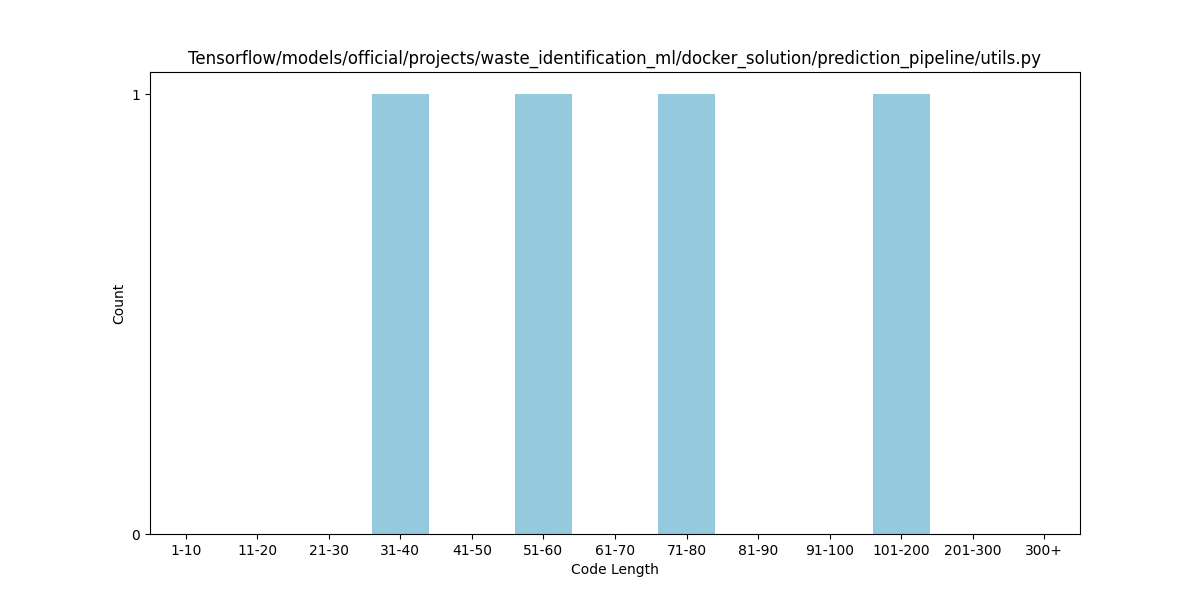 Tensorflow/models/official/projects/waste_identification_ml/docker_solution/prediction_pipeline/utils.py
1
Count
0
1-10 11-20 21-30 31-40 41-50 51-60 61-70 71-80 81-90 91-100 101-200 201-300 300+
Code Length